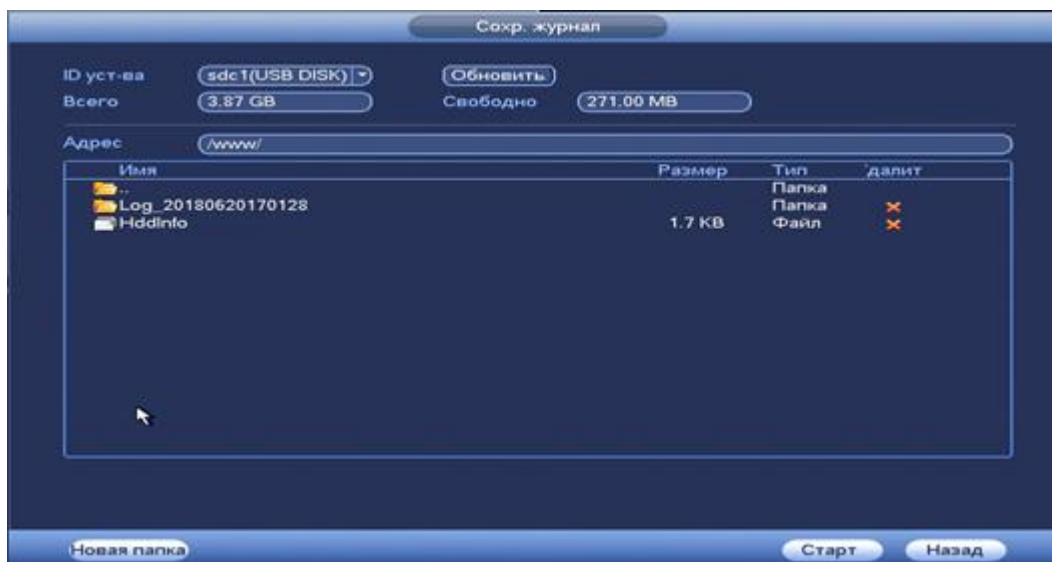 Сохр. журнал
ID уст-ва sdc1(USB DISK) Обновить
Всего 3.87 GB Свободно 271.00 MB
Адрес /www/
Имя Размер Тип далит
.. Папка
Log_20180620170128 Папка
HddInfo 1.7 KB Файл
Новая папка Старт Назад